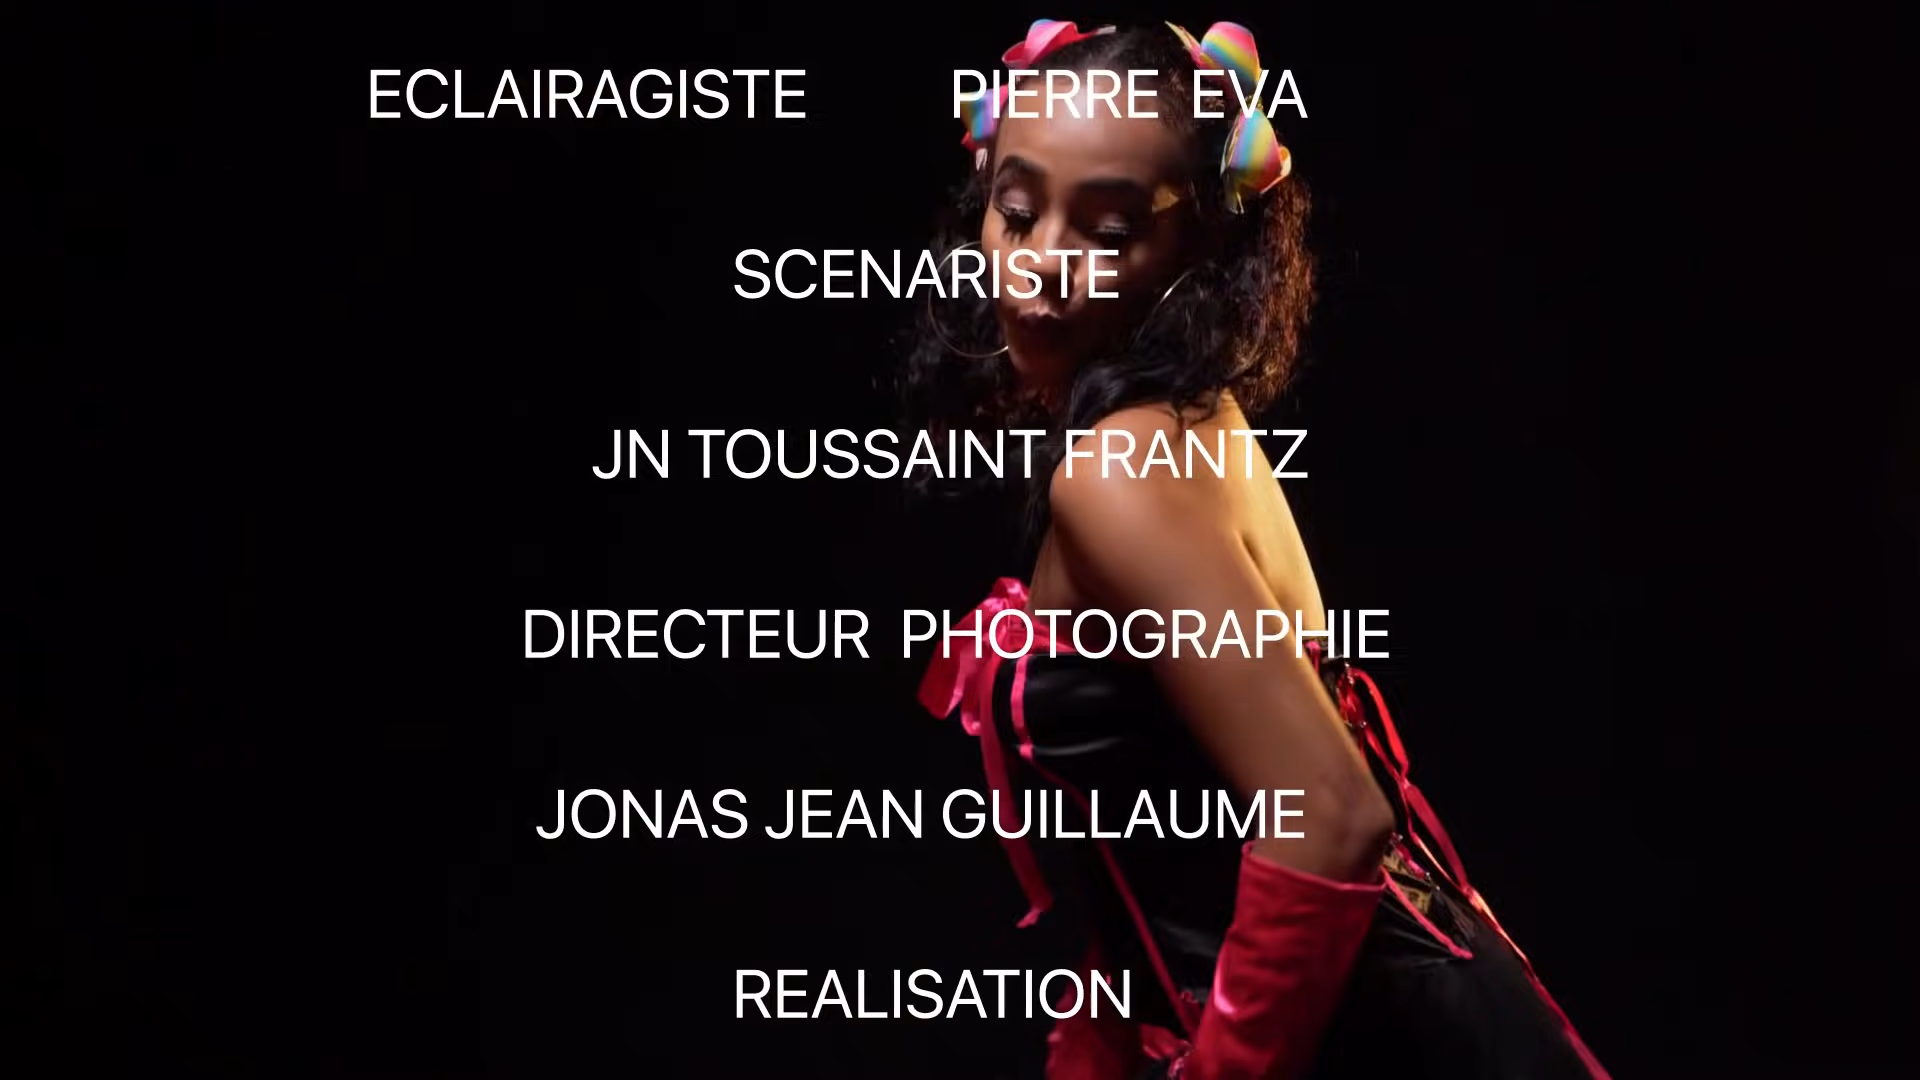 ECLAIRAGISTE PIERRE EVA
SCENARISTE
JN TOUSSAINT FRANTZ
DIRECTEUR PHOTOGRAPHIE
JONAS JEAN GUILLAUME
REALISATION